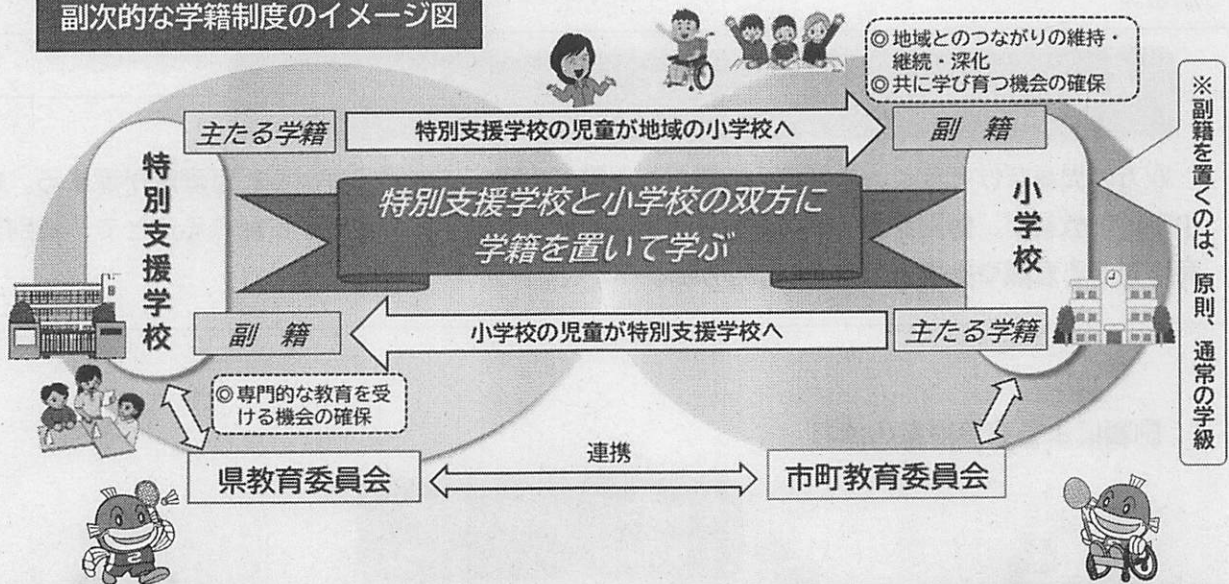 副次的な学籍制度のイメージ図
◎地域とのつながりの維持・
継続・深化
◎共に学び育つ機会の確保
主たる学籍
特別支援学校の児童が地域の小学校へ
副籍
特別支援学校
特別支援学校と小学校の双方に
学籍を置いて学ぶ
小学校
※副籍を置くのは、原則、通常の学級
副籍
小学校の児童が特別支援学校へ
主たる学籍
◎専門的な教育を受
ける機会の確保
県教育委員会
連携
市町教育委員会